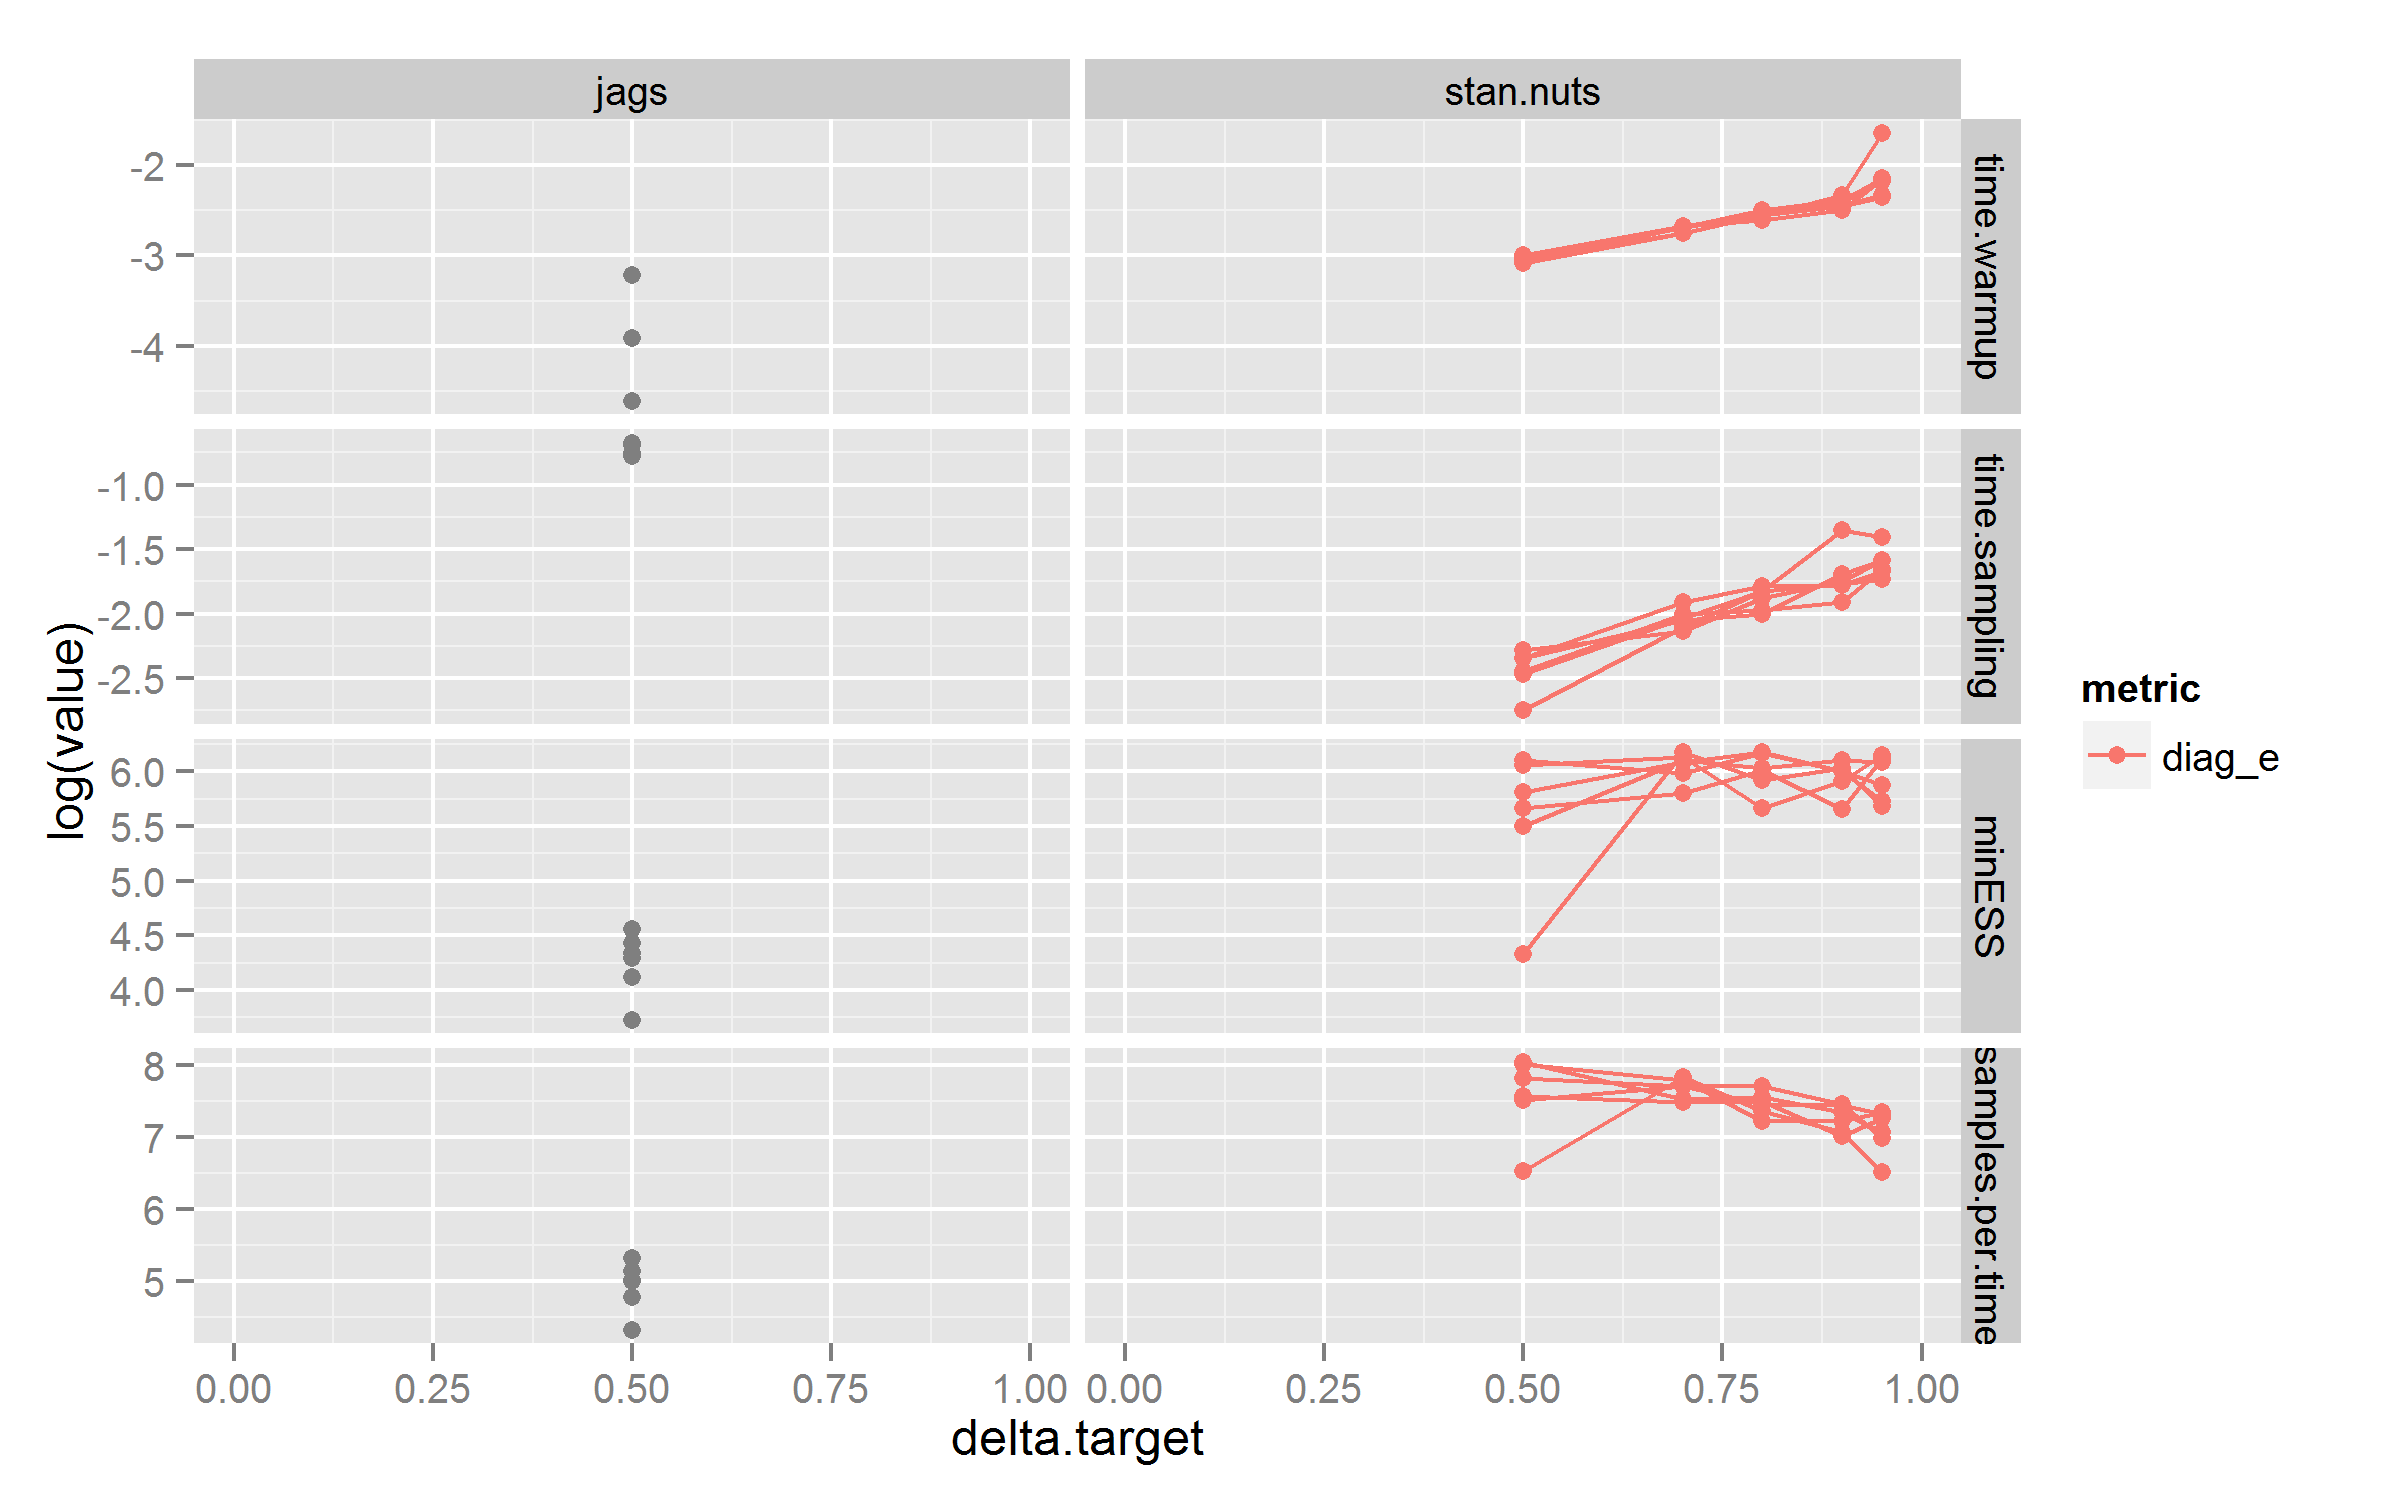 jags
stan.nuts
-2
-3
-4
time.warmup
-1.0
-1.5
-2.0
-2.5
time.sampling
6.0
5.5
5.0
4.5
4.0
minESS
8
7
6
5
samples.per.time
log(value)
0.00 0.25 0.50 0.75 1.00
0.00 0.25 0.50 0.75 1.00
delta.target
metric
diag_e